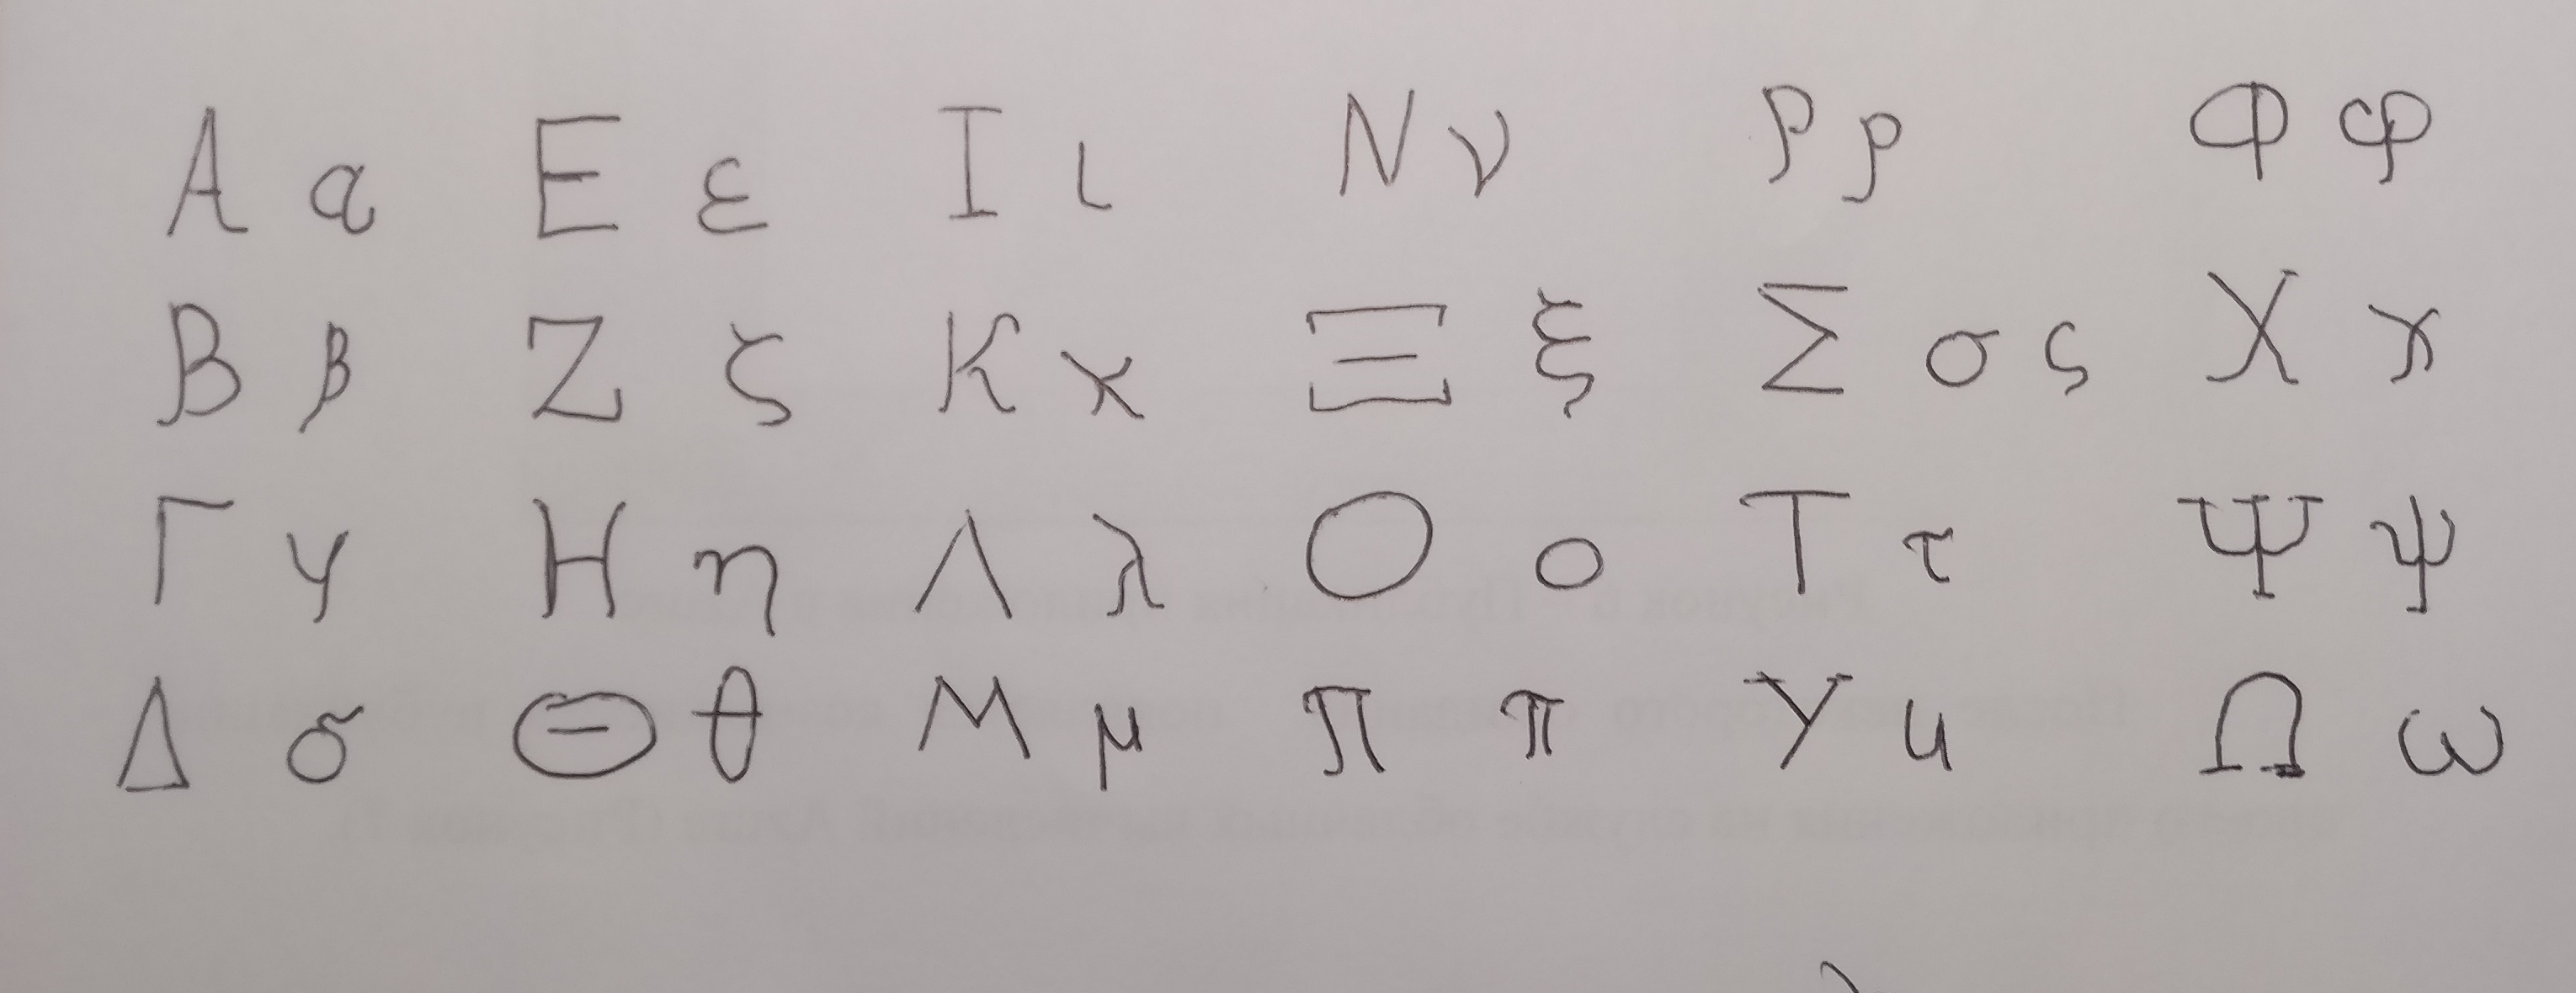 Α α Ε ε Ι ι Ν ν Ρ ρ Φ φ
Β β Ζ ζ Κ κ Ξ ξ Σ σ ς Χ χ
Γ γ Η η Λ λ Ο ο Τ τ Ψ ψ
Δ δ Θ θ Μ μ Π π Υ υ Ω ω